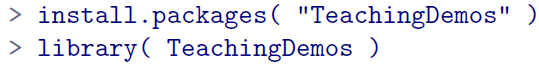 > install.packages( "TeachingDemos" )
> library( TeachingDemos )